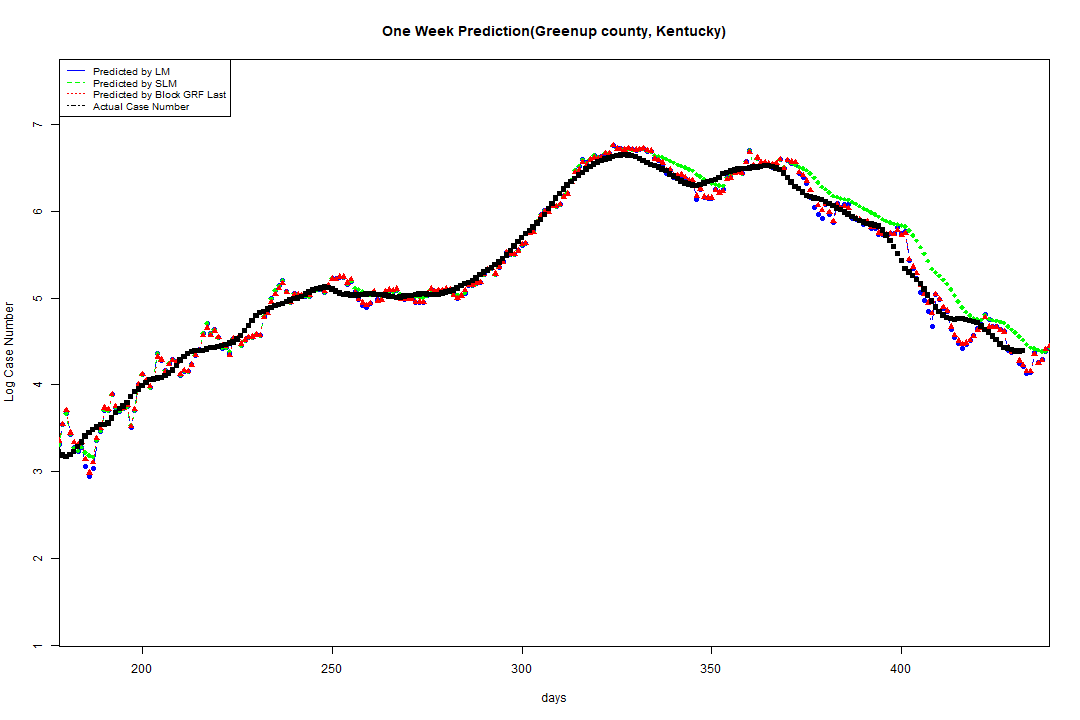 One Week Prediction(Greenup county, Kentucky)
Predicted by LM
Predicted by SLM
Predicted by Block GRF Last
Actual Case Number
7
6
5
4
3
2
1
Log Case Number
200 250 300 350 400
days